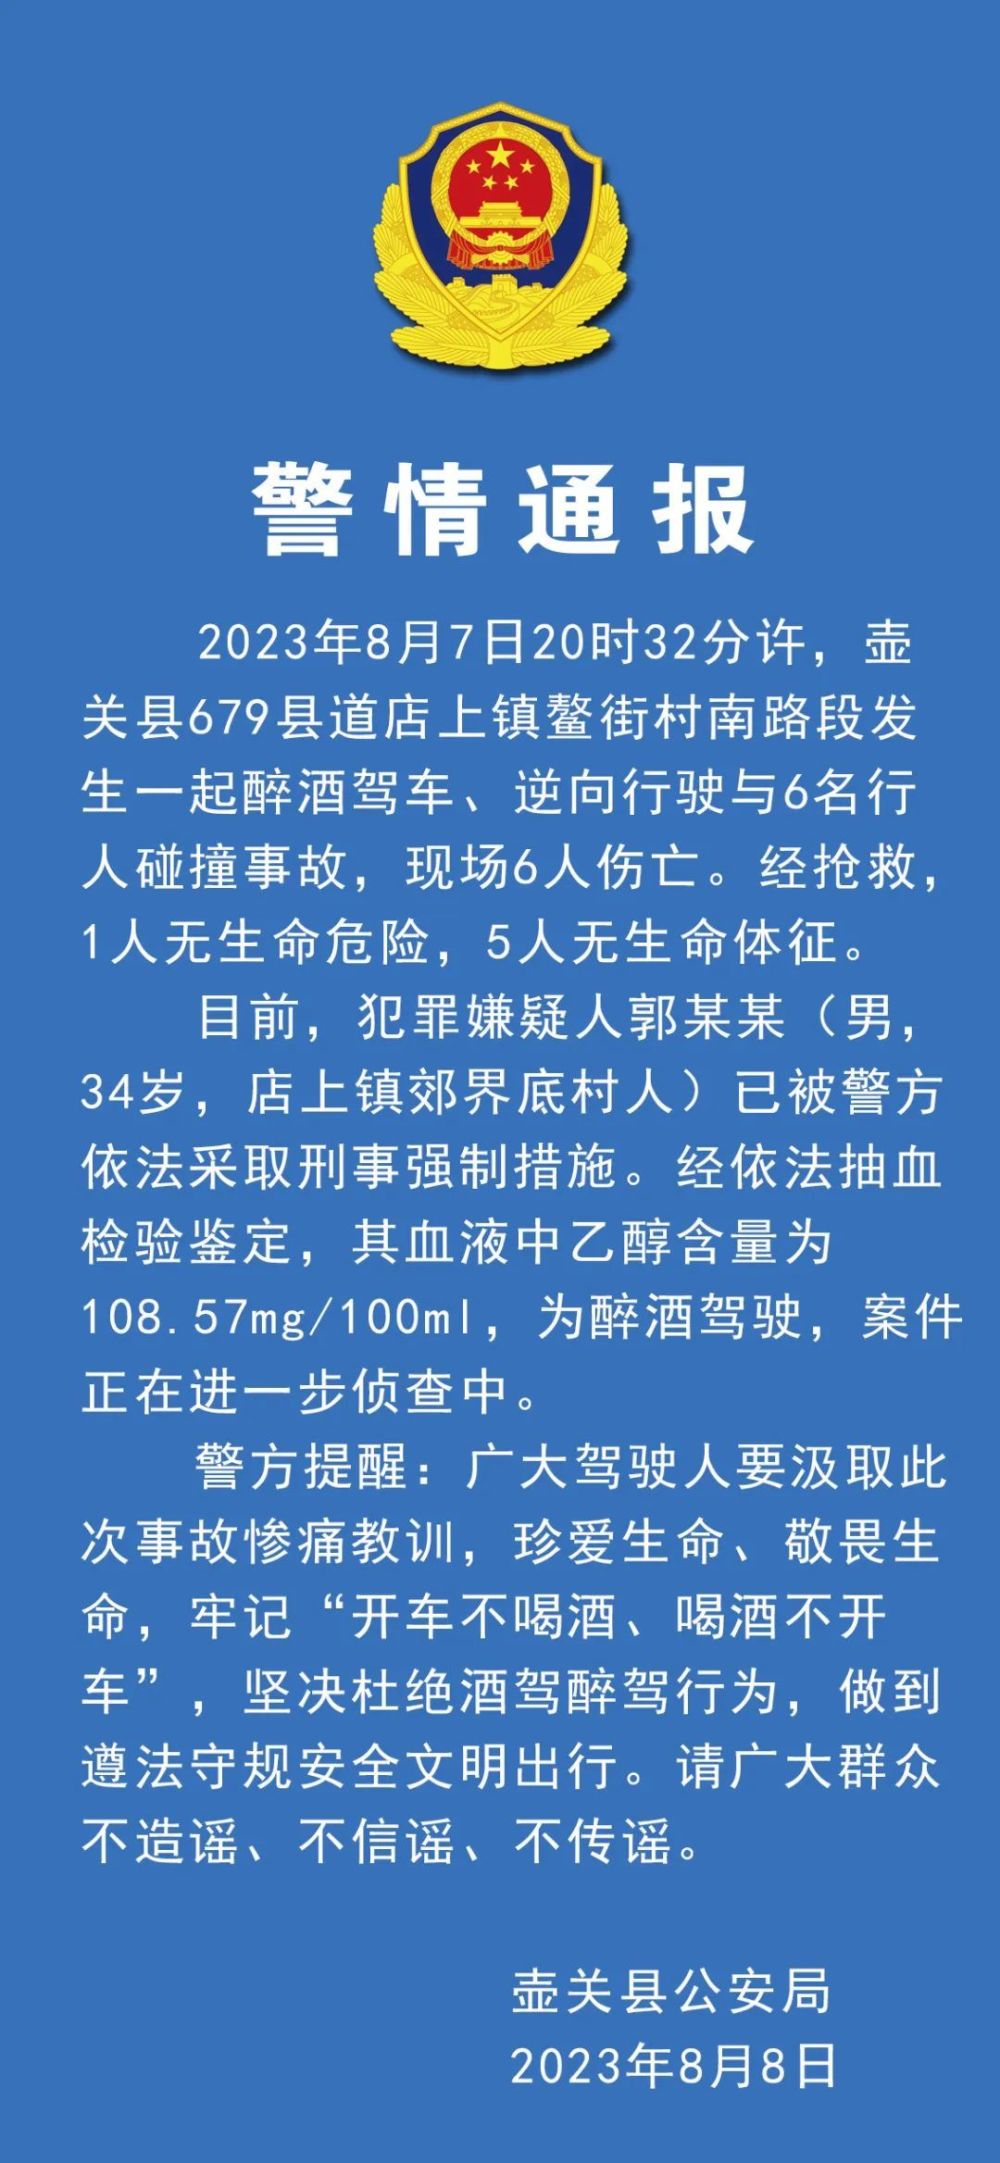 警情通报
2023年8月7日20时32分许，壶
关县679县道店上镇鳌街村南路段发
生一起醉酒驾车、逆向行驶与6名行
人碰撞事故，现场6人伤亡。经抢救，
1人无生命危险，5人无生命体征。
目前，犯罪嫌疑人郭某某（男，
34岁，店上镇郊界底村人）已被警方
依法采取刑事强制措施。经依法抽血
检验鉴定，其血液中乙醇含量为
108.57mg/100ml，为醉酒驾驶，案件
正在进一步侦查中。
警方提醒：广大驾驶人要汲取此
次事故惨痛教训，珍爱生命、敬畏生
命，牢记“开车不喝酒、喝酒不开
车”，坚决杜绝酒驾醉驾行为，做到
遵法守规安全文明出行。请广大群众
不造谣、不信谣、不传谣。
壶关县公安局
2023年8月8日